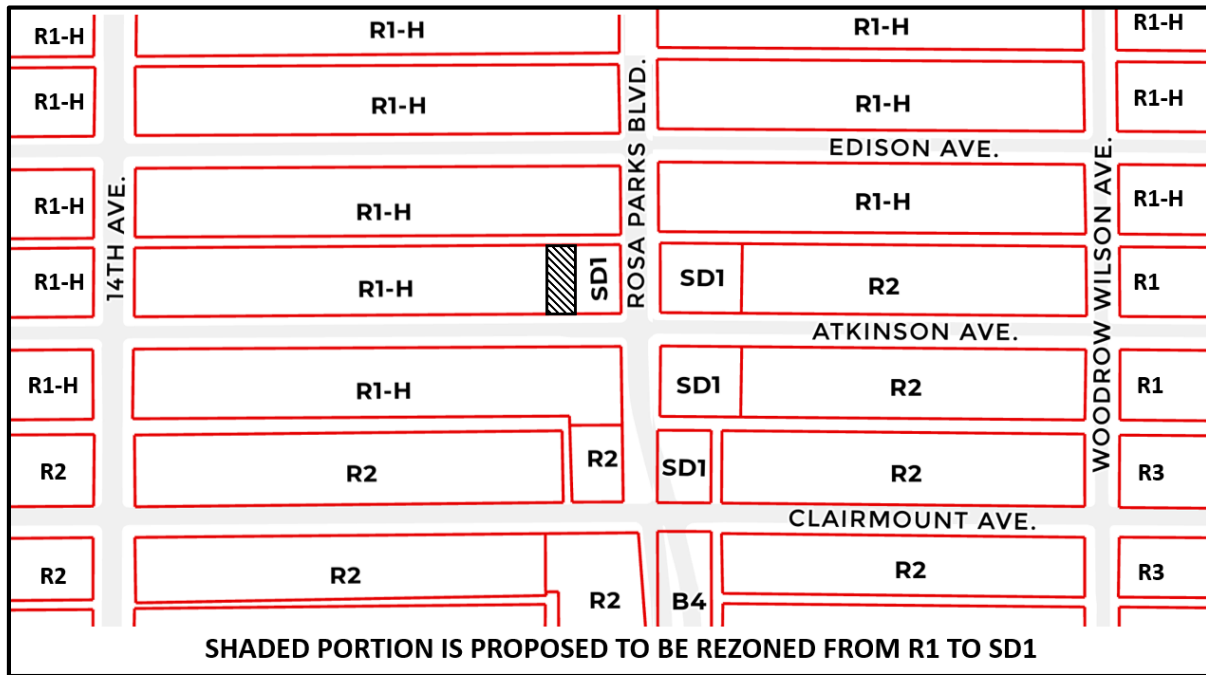 R1-H
R1-H
R1-H
R1-H
R1-H
R1-H
R1-H
R1-H
EDISON AVE.
R1-H
R1-H
R1-H
R1-H
14TH AVE.
ROSA PARKS BLVD.
WOODROW WILSON AVE.
R1-H
R1-H
SD1
SD1
R2
R1
ATKINSON AVE.
R1-H
R1-H
SD1
R2
R1
R2
R2
R2
SD1
R2
R3
CLAIRMOUNT AVE.
R2
R2
R2
B4
R2
R3
SHADED PORTION IS PROPOSED TO BE REZONED FROM R1 TO SD1